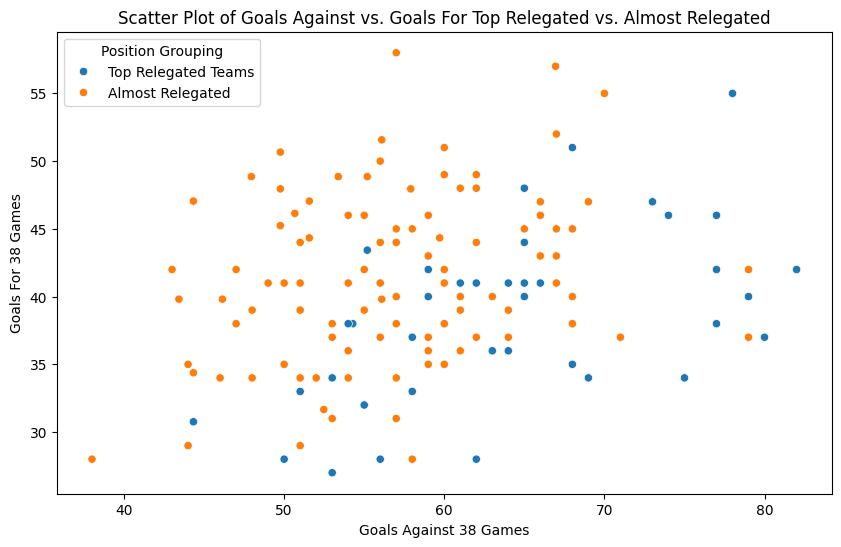 Scatter Plot of Goals Against vs. Goals For Top Relegated vs. Almost Relegated
Position Grouping
Top Relegated Teams
Almost Relegated
55
50
45
40
35
30
Goals For 38 Games
40 50 60 70 80
Goals Against 38 Games